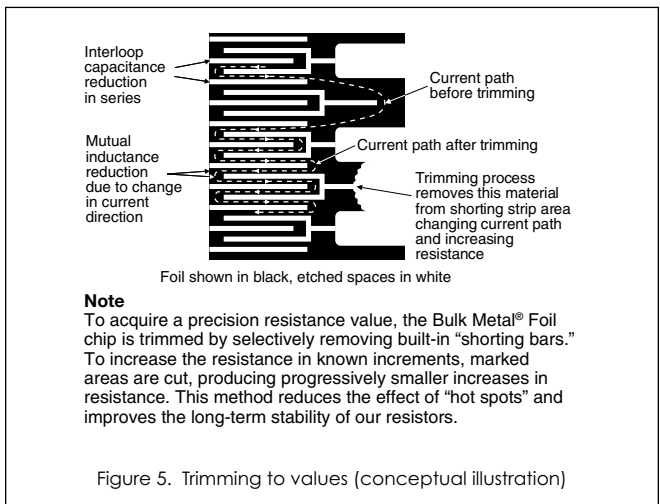 Interloop
capacitance
reduction
in series
Current path
before trimming
Mutual
inductance
reduction
due to change
in current
direction
Current path after trimming
Trimming process
removes this material
from shorting strip area
changing current path
and increasing
resistance
Foil shown in black, etched spaces in white
Note
To acquire a precision resistance value, the Bulk Metal® Foil
chip is trimmed by selectively removing built-in “shorting bars.”
To increase the resistance in known increments, marked
areas are cut, producing progressively smaller increases in
resistance. This method reduces the effect of “hot spots” and
improves the long-term stability of our resistors.
Figure 5. Trimming to values (conceptual illustration)